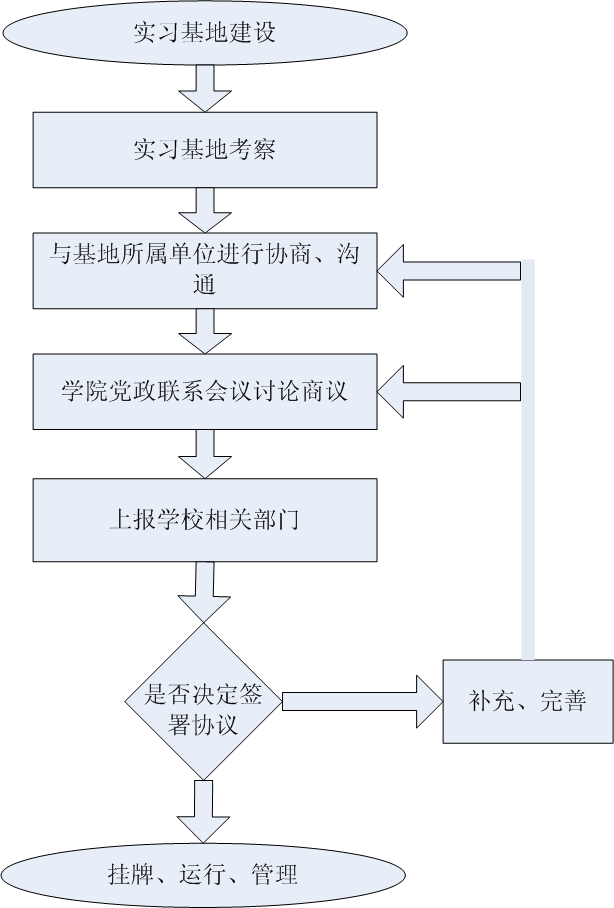 实习基地建设
实习基地考察
与基地所属单位进行协商、沟
通
学院党政联系会议讨论商议
上报学校相关部门
是否决定签
署协议
补充、完善
挂牌、运行、管理